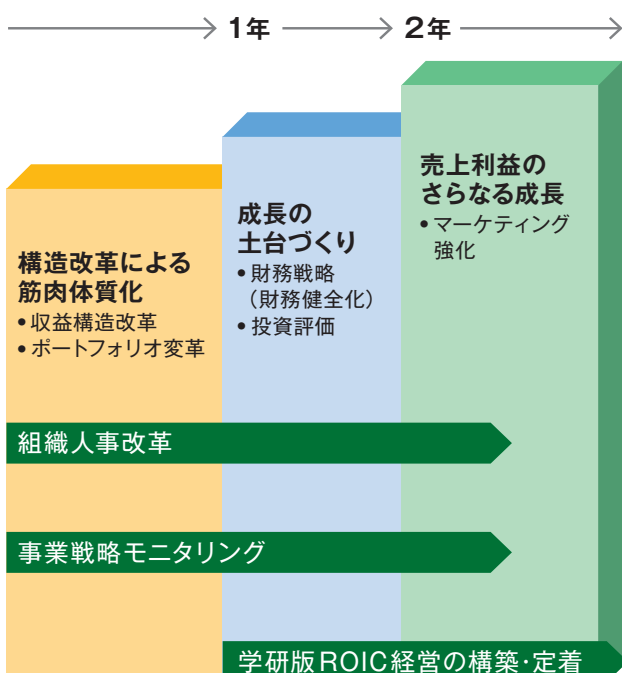 1年
2年
構造改革による
筋肉体質化
•収益構造改革
•ポートフォリオ変革
成長の
土台づくり
•財務戦略
（財務健全化）
•投資評価
売上利益の
さらなる成長
•マーケティング
強化
組織人事改革
事業戦略モニタリング
学研版ROIC経営の構築・定着